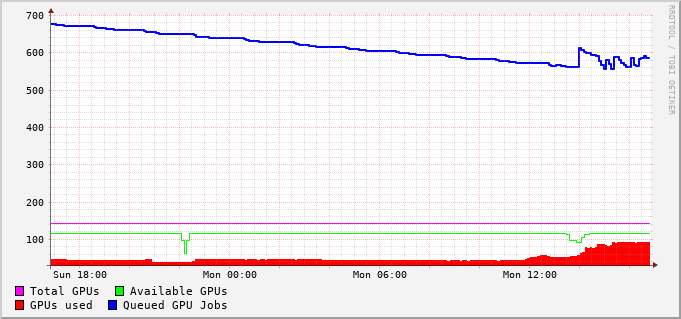 700
600
500
400
300
200
100
Sun 18:00 Mon 00:00 Mon 06:00 Mon 12:00
Total GPUs Available GPUs
GPUs used Queued GPU Jobs
RRDTOOL / TOBI OETIKER